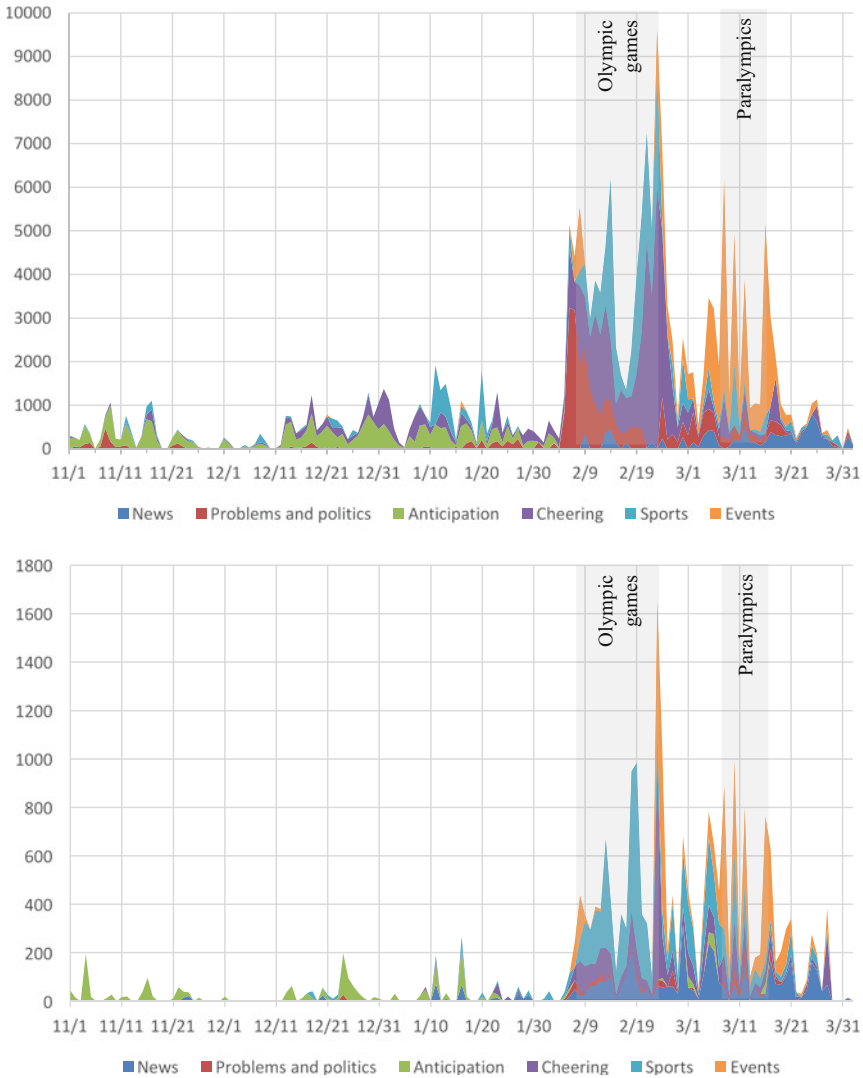 10000
9000
8000
7000
6000
5000
4000
3000
2000
1000
0
Olympic
games
Paralympics
11/1 11/11 11/21 12/1 12/11 12/21 12/31 1/10 1/20 1/30 2/9 2/19 3/1 3/11 3/21 3/31
News Problems and politics Anticipation Cheering Sports Events
1800
1600
1400
1200
1000
800
600
400
200
0
Olympic
games
Paralympics
11/1 11/11 11/21 12/1 12/11 12/21 12/31 1/10 1/20 1/30 2/9 2/19 3/1 3/11 3/21 3/31
News Problems and politics Anticipation Cheering Sports Events